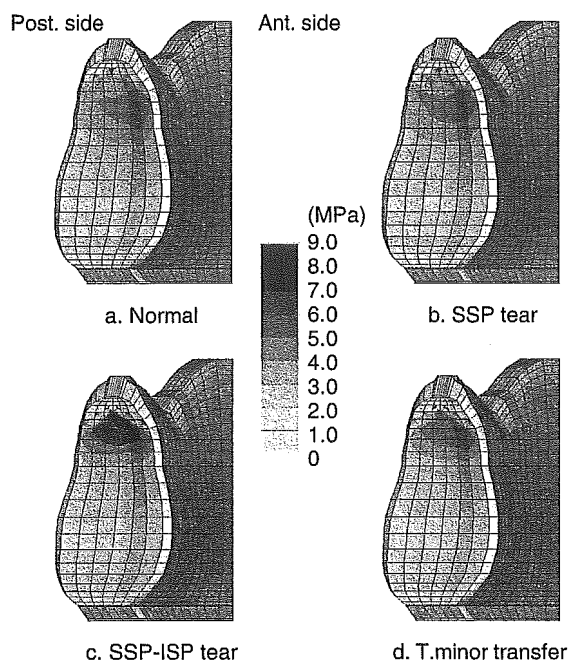 Post. side
Ant. side
(MPa)
9.0
8.0
7.0
6.0
5.0
4.0
3.0
2.0
1.0
0
a. Normal
b. SSP tear
c. SSP-ISP tear
d. T.minor transfer